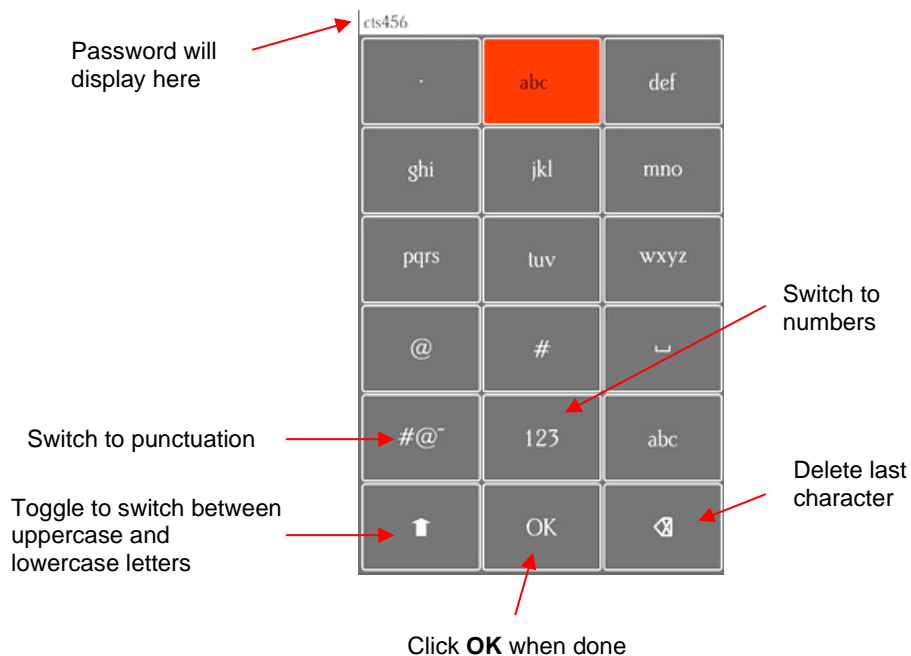 cts456
Password will
display here
. abc def
ghi jkl mno
pqrs tuv wxyz
Switch to
numbers
@ # ⎵
Switch to punctuation
#@~ 123 abc
Delete last
character
Toggle to switch between
uppercase and
lowercase letters
OK
Click OK when done